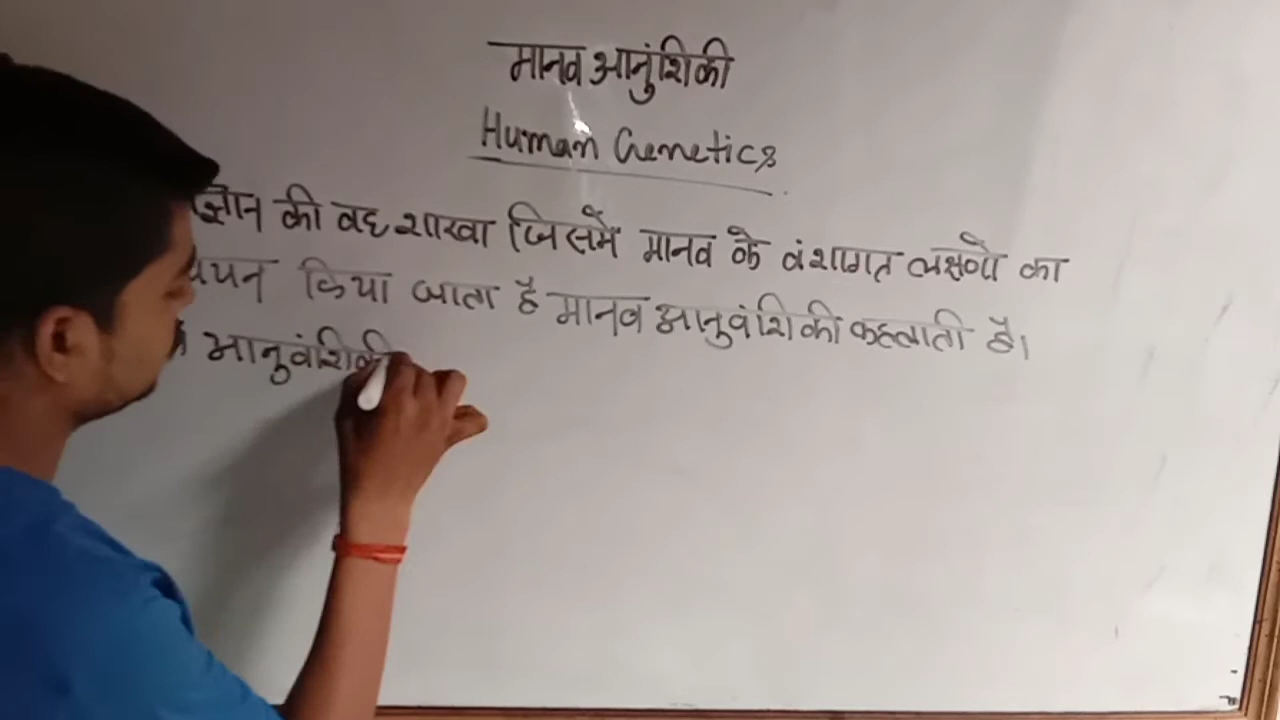 मानव आनुंशिकी
Human Genetics
की वह शाखा जिसमें मानव के वंशागत लक्षणों का
किया जाता है मानव आनुवंशिकी कहलाती है।
आनुवंशिकी